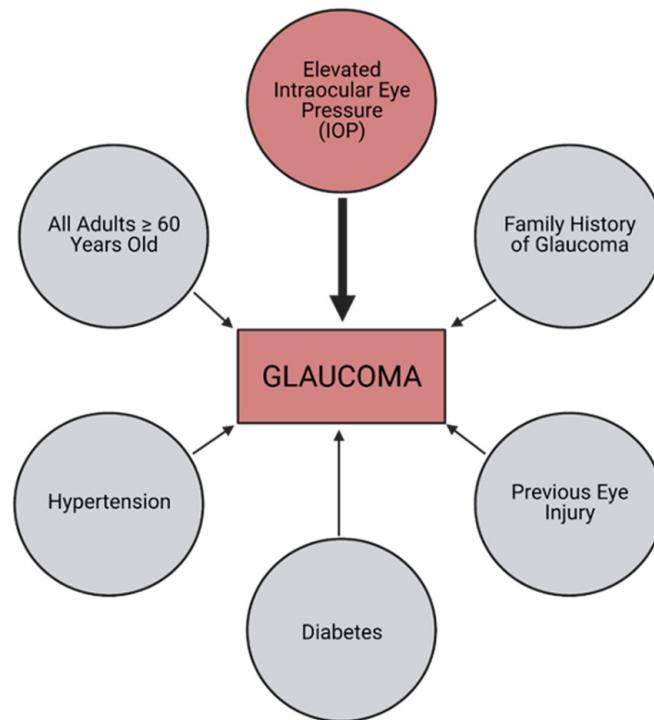 Elevated
Intraocular Eye
Pressure
(IOP)
All Adults ≥ 60
Years Old
Family History
of Glaucoma
GLAUCOMA
Hypertension
Previous Eye
Injury
Diabetes